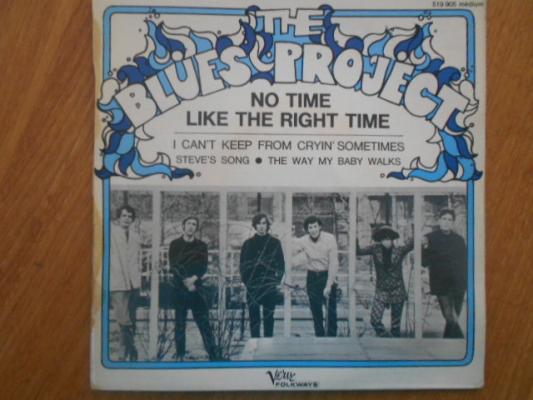 519 905 medium
THE
BLUES PROJECT
NO TIME
LIKE THE RIGHT TIME
I CAN'T KEEP FROM CRYIN' SOMETIMES
STEVE'S SONG ● THE WAY MY BABY WALKS
Verve
FOLKWAYS